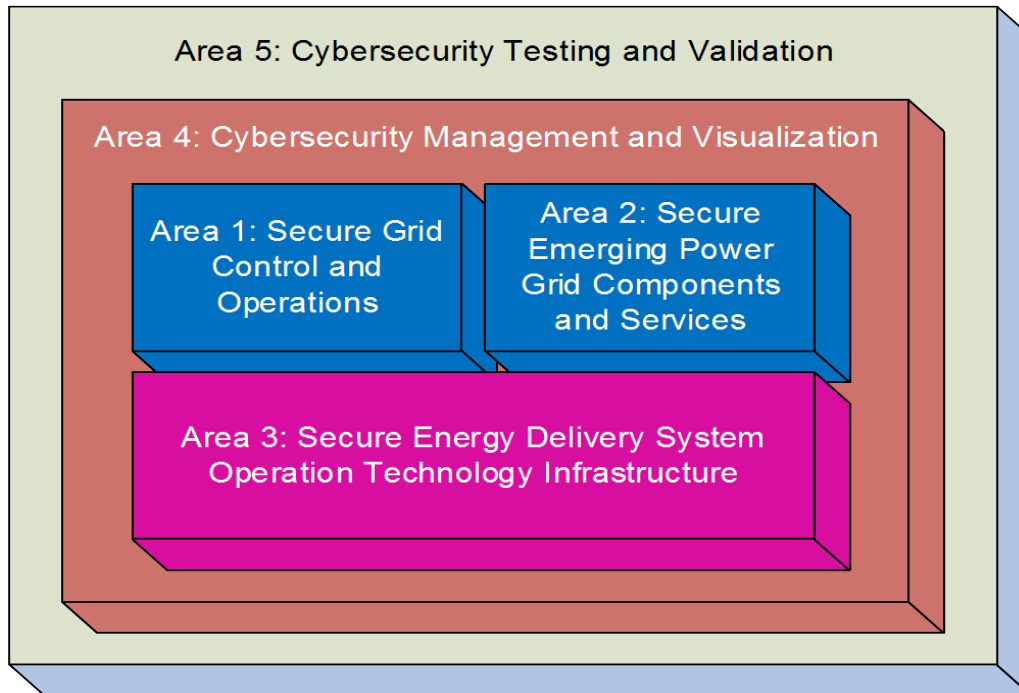 Area 5: Cybersecurity Testing and Validation
Area 4: Cybersecurity Management and Visualization
Area 1: Secure Grid
Control and
Operations
Area 2: Secure
Emerging Power
Grid Components
and Services
Area 3: Secure Energy Delivery System
Operation Technology Infrastructure